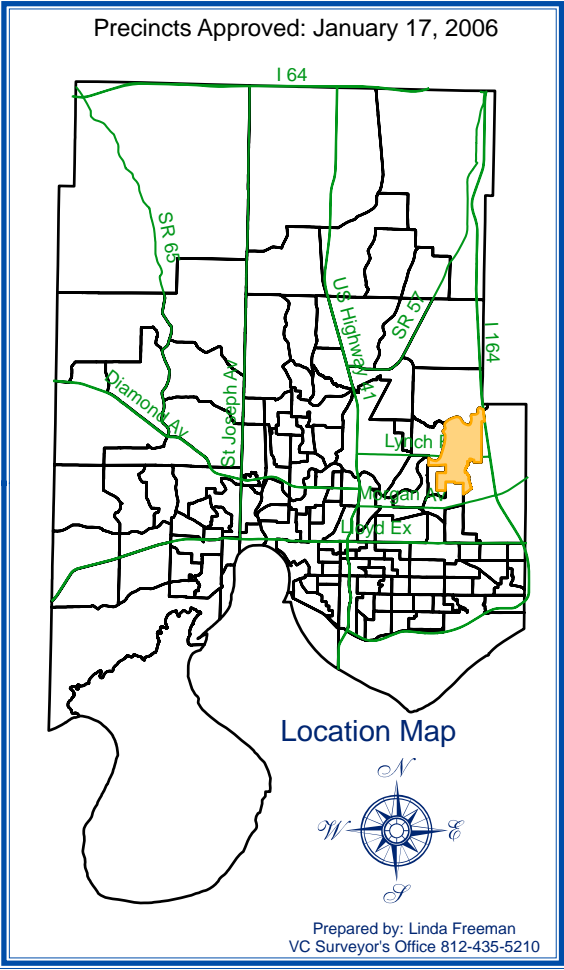 Precincts Approved: January 17, 2006
I 64
SR 65
US Highway 41
SR 57
I 164
Diamond Av
St Joseph Av
Lynch E
Morgan Av
Lloyd Ex
Location Map
N
W
E
S
Prepared by: Linda Freeman
VC Surveyor's Office 812-435-5210